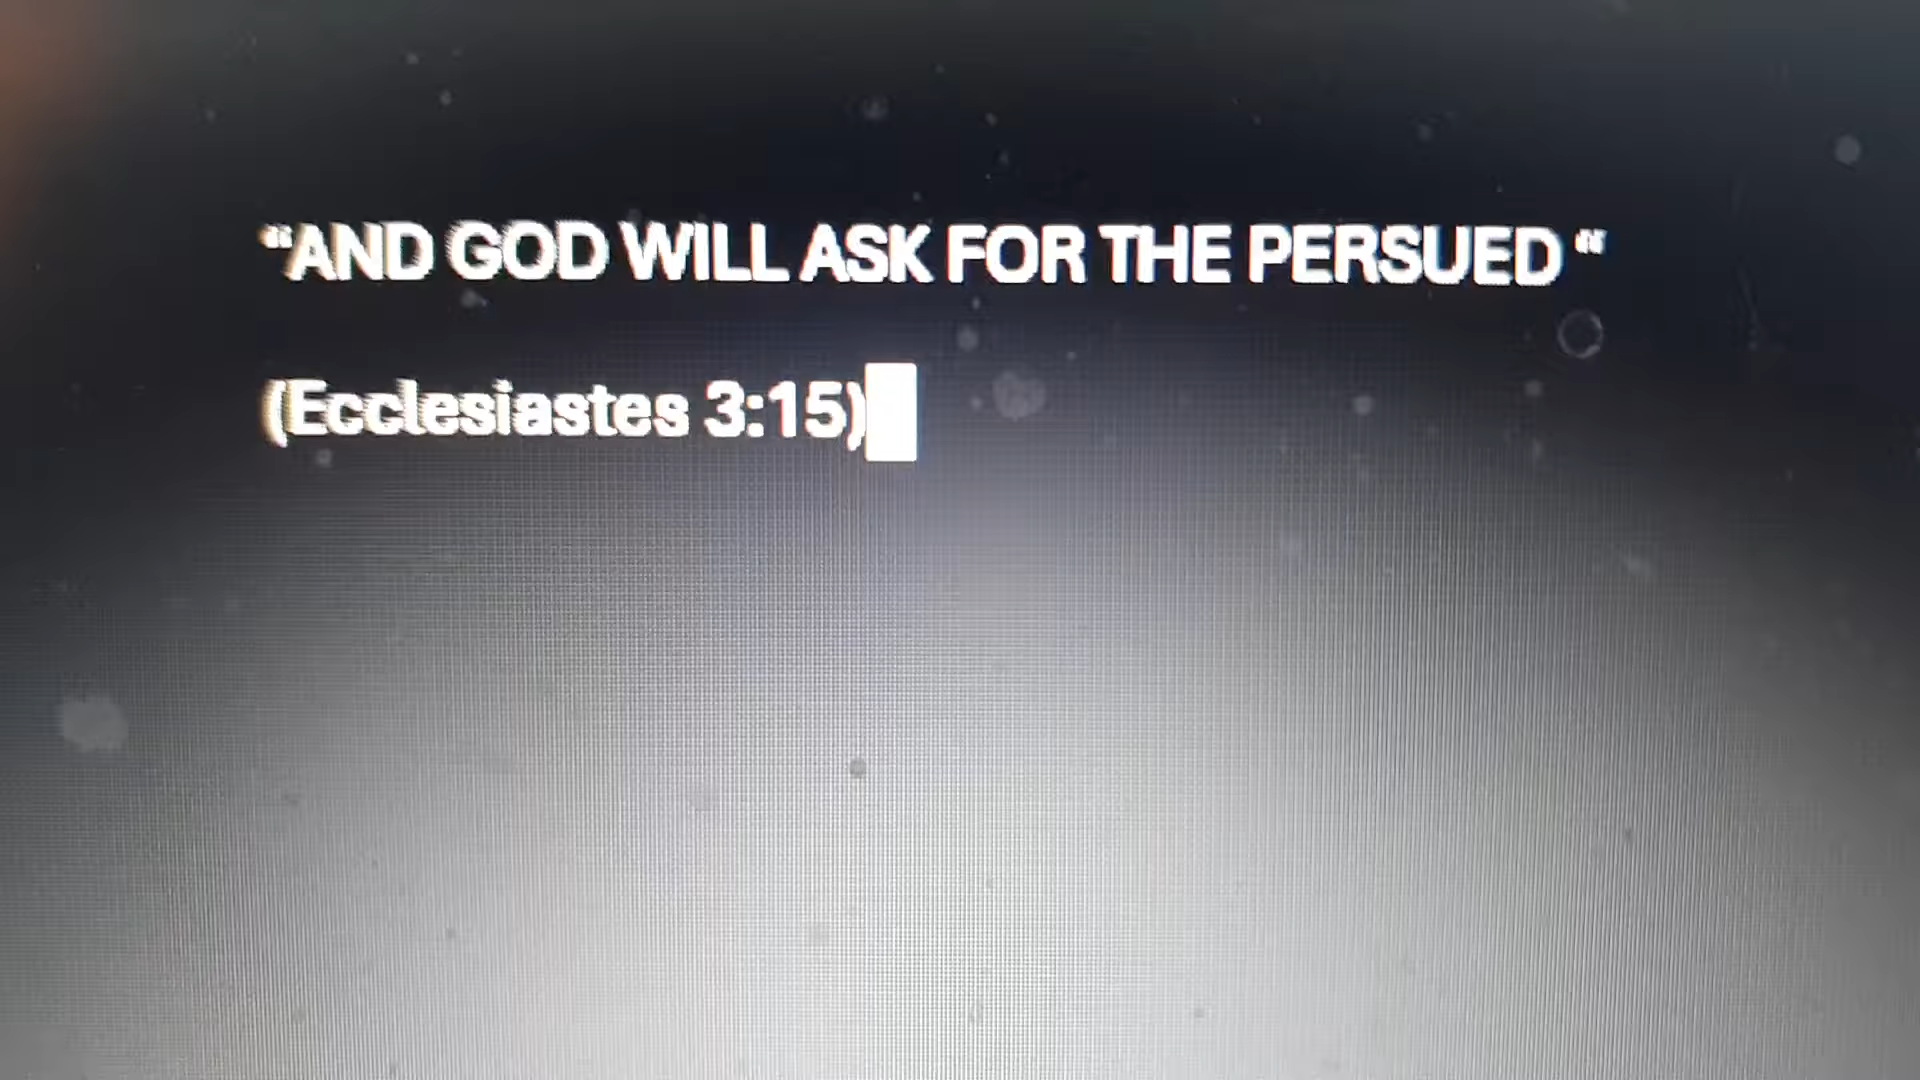 “AND GOD WILL ASK FOR THE PERSUED “
(Ecclesiastes 3:15)